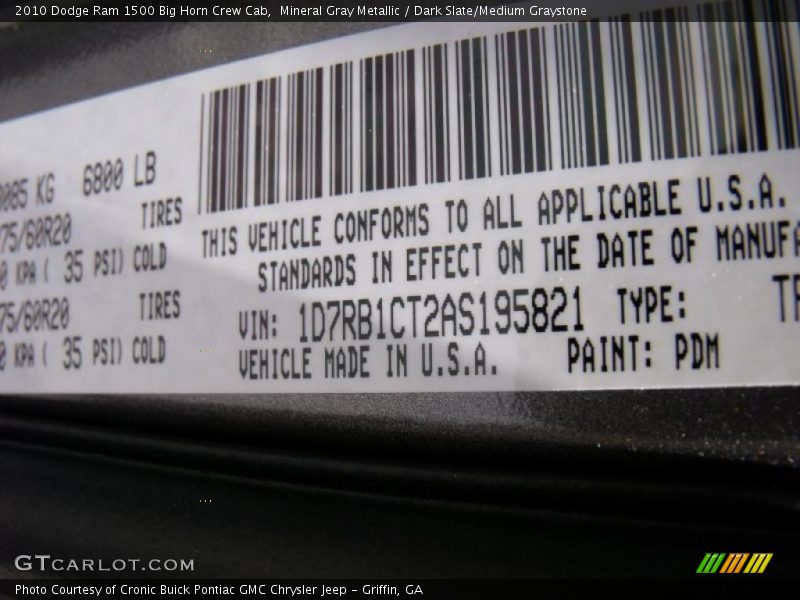 2010 Dodge Ram 1500 Big Horn Crew Cab,  Mineral Gray Metallic / Dark Slate/Medium Graystone
KG 6800 LB
TIRES
75/60R20
KPA ( 35 PSI) COLD
TIRES
75/60R20
KPA ( 35 PSI) COLD
THIS VEHICLE CONFORMS TO ALL APPLICABLE U.S.A.
STANDARDS IN EFFECT ON THE DATE OF MANUFA
VIN: 1D7RB1CT2AS195821 TYPE:
VEHICLE MADE IN U.S.A. PAINT: PDM
GTCARLOT.COM
Photo Courtesy of Cronic Buick Pontiac GMC Chrysler Jeep - Griffin, GA